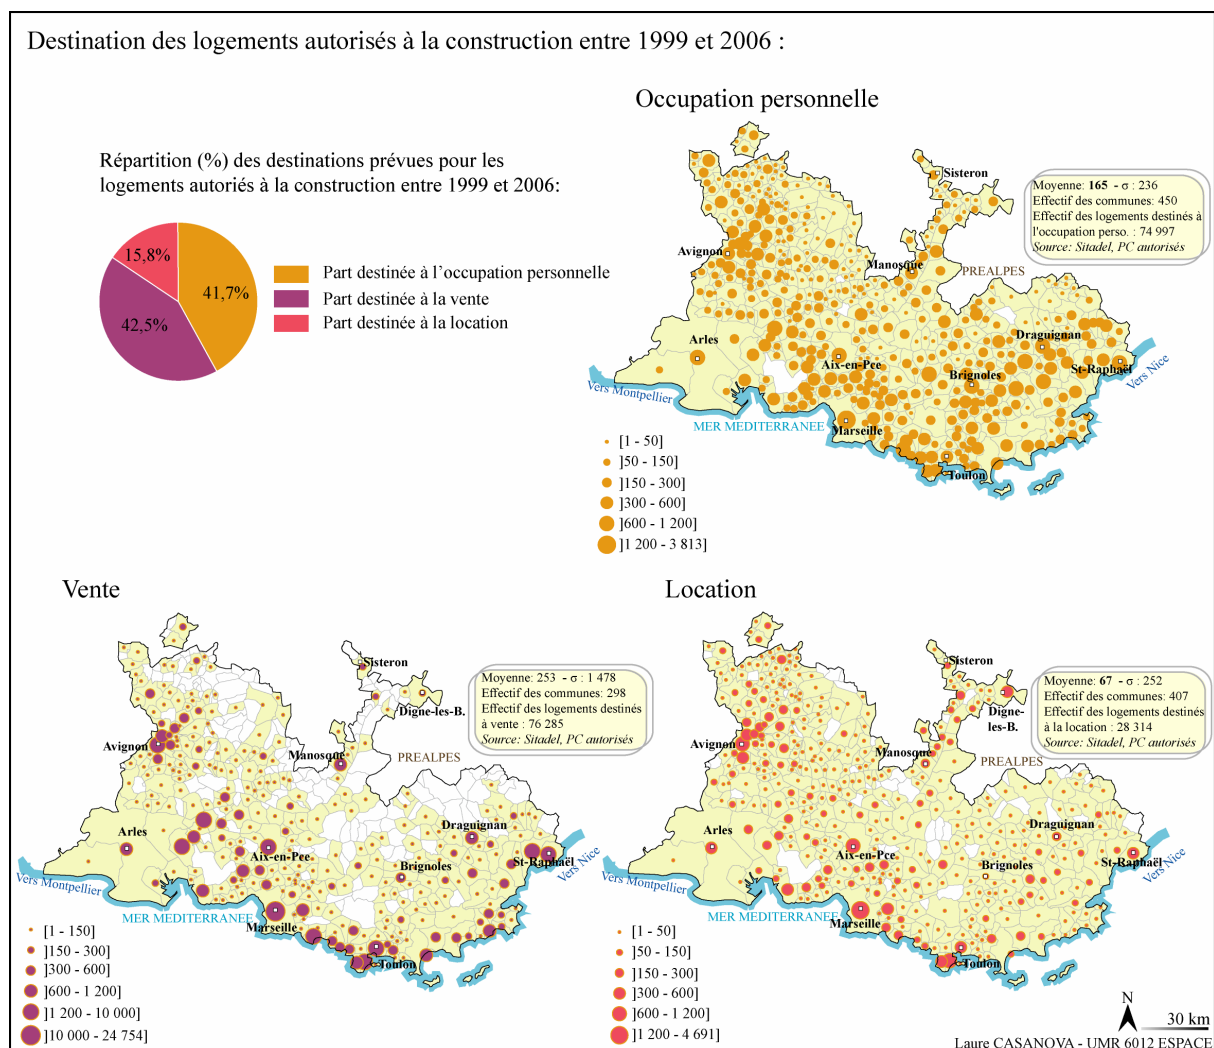 Destination des logements autorisés à la construction entre 1999 et 2006 :
Occupation personnelle
Répartition (%) des destinations prévues pour les
logements autoriés à la construction entre 1999 et 2006:
15,8%
41,7%
42,5%
Part destinée à l'occupation personnelle
Part destinée à la vente
Part destinée à la location
Sisteron
Moyenne: 165 - σ : 236
Effectif des communes: 450
Effectif des logements destinés à
l'occupation perso. : 74 997
Source: Sitadel, PC autorisés
Avignon
Manosque
PREALPES
Arles
Draguignan
Aix-en-Pce
St-Raphaël
Brignoles
Vers Nice
Vers Montpellier
MER MEDITERRANEE
Marseille
Toulon
[1 - 50]
]50 - 150]
]150 - 300]
]300 - 600]
]600 - 1 200]
]1 200 - 3 813]
Vente
Sisteron
Moyenne: 253 - σ : 1 478
Effectif des communes: 298
Effectif des logements destinés
à vente : 76 285
Source: Sitadel, PC autorisés
Digne-les-B.
Avignon
Manosque
PREALPES
Arles
Draguignan
Aix-en-Pce
St-Raphaël
Brignoles
Vers Nice
Vers Montpellier
MER MEDITERRANEE
Marseille
Toulon
[1 - 150]
]150 - 300]
]300 - 600]
]600 - 1 200]
]1 200 - 10 000]
]10 000 - 24 754]
Location
Sisteron
Moyenne: 67 - σ : 252
Effectif des communes: 407
Effectif des logements destinés
à la location : 28 314
Source: Sitadel, PC autorisés
Digne-
les-B.
Avignon
Manosque
PREALPES
Arles
Draguignan
Aix-en-Pce
St-Raphaël
Brignoles
Vers Nice
Vers Montpellier
MER MEDITERRANEE
Marseille
Toulon
[1 - 50]
]50 - 150]
]150 - 300]
]300 - 600]
]600 - 1 200]
]1 200 - 4 691]
N
30 km
Laure CASANOVA - UMR 6012 ESPACE